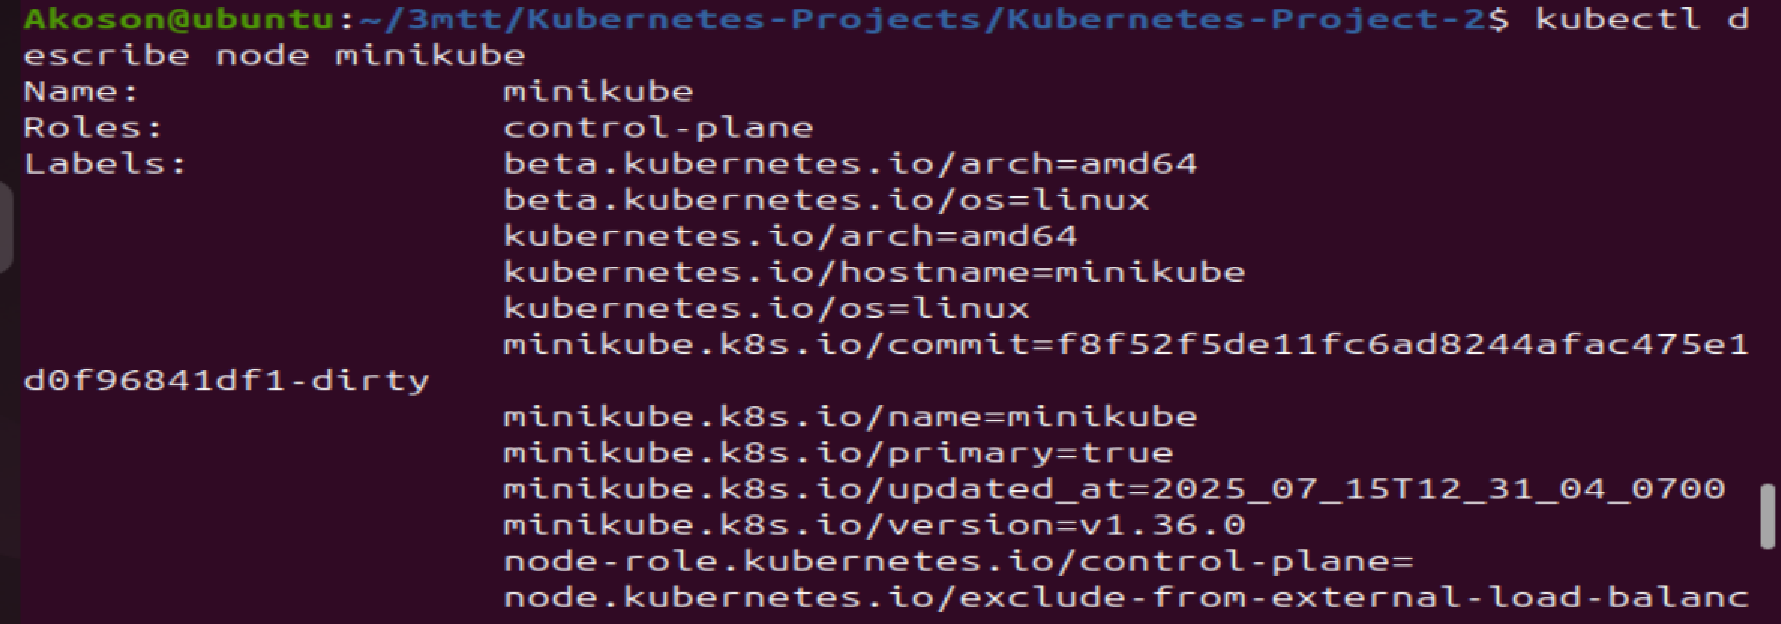 Akoson@ubuntu:~/3mtt/Kubernetes-Projects/Kubernetes-Project-2$ kubectl d
escribe node minikube
Name:               minikube
Roles:              control-plane
Labels:             beta.kubernetes.io/arch=amd64
                    beta.kubernetes.io/os=linux
                    kubernetes.io/arch=amd64
                    kubernetes.io/hostname=minikube
                    kubernetes.io/os=linux
                    minikube.k8s.io/commit=f8f52f5de11fc6ad8244afac475e1
d0f96841df1-dirty
                    minikube.k8s.io/name=minikube
                    minikube.k8s.io/primary=true
                    minikube.k8s.io/updated_at=2025_07_15T12_31_04_0700
                    minikube.k8s.io/version=v1.36.0
                    node-role.kubernetes.io/control-plane=
                    node.kubernetes.io/exclude-from-external-load-balanc